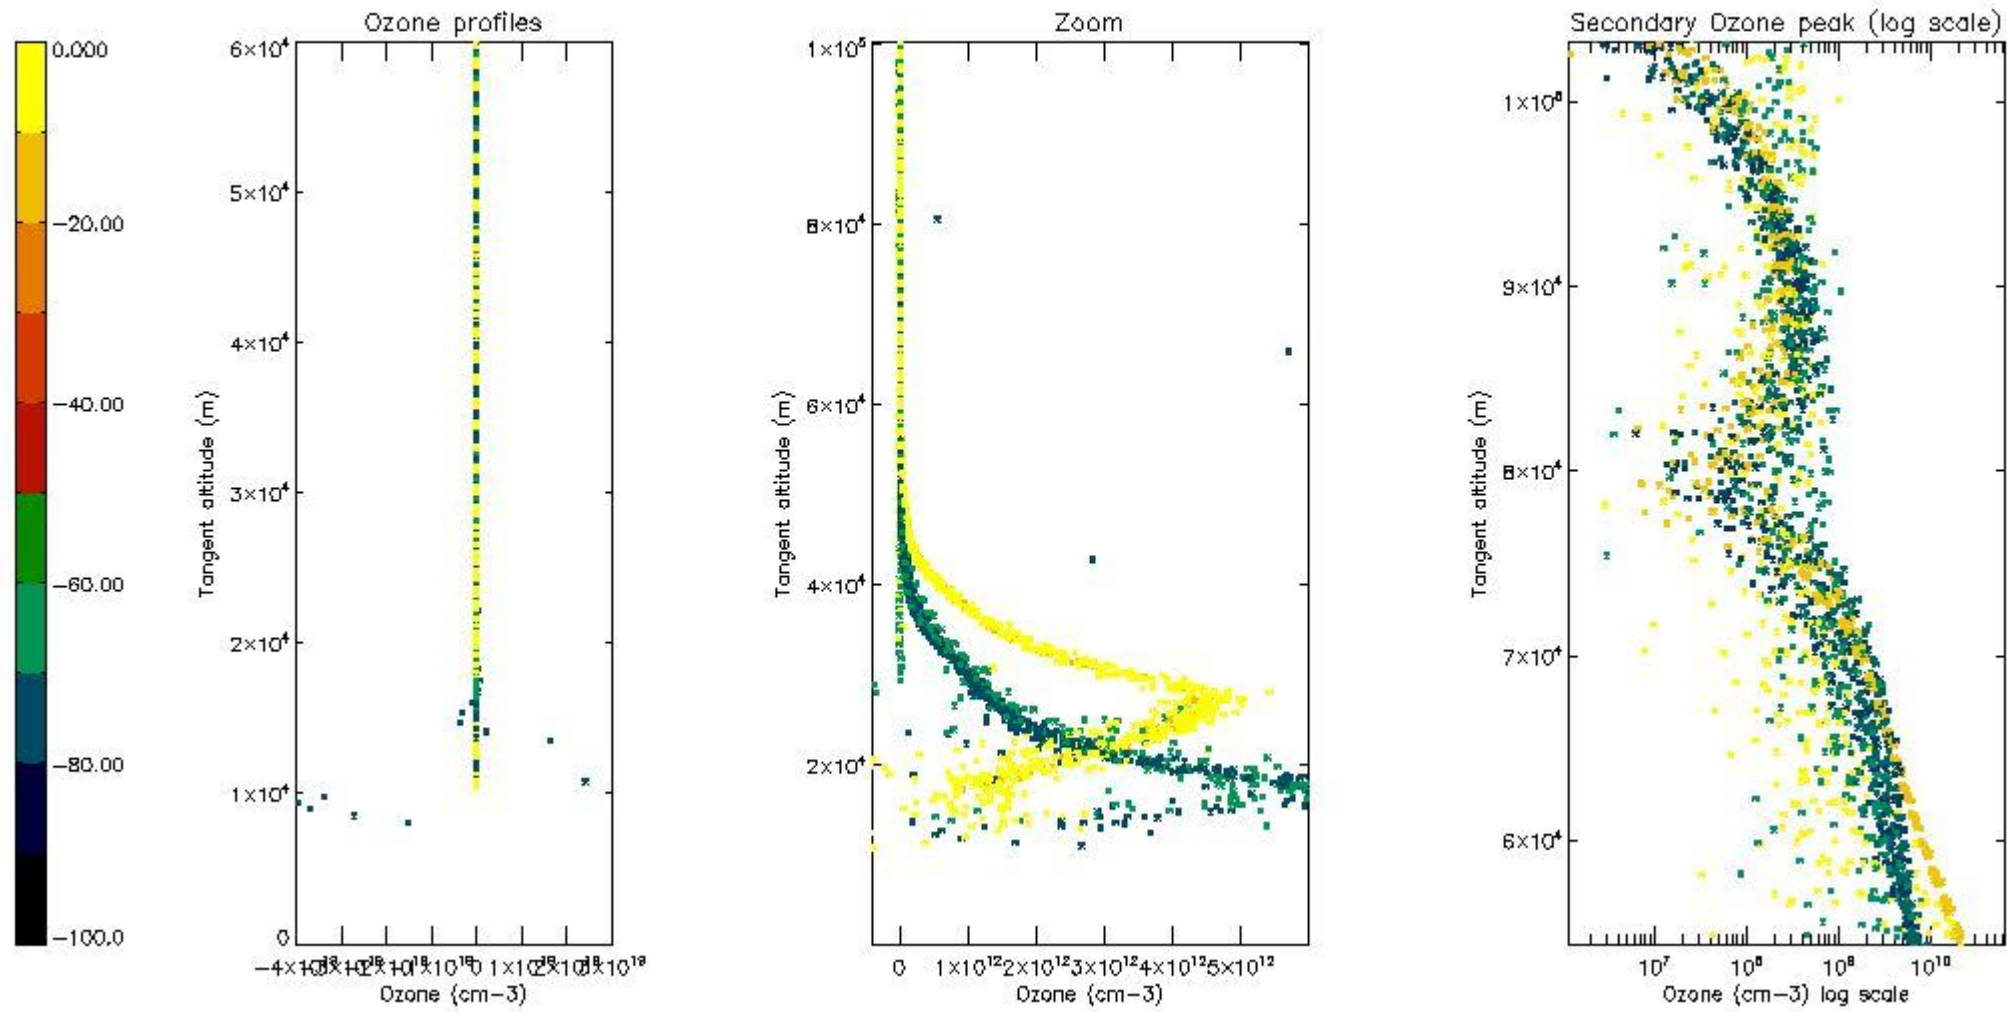 Ozone profiles
Zoom
Secondary Ozone peak (log scale)
0.000
−20.00
−40.00
−60.00
−80.00
−100.0
6×10⁴
5×10⁴
4×10⁴
3×10⁴
2×10⁴
1×10⁴
0
Tangent altitude (m)
0
Ozone (cm−3)
1×10⁵
8×10⁴
6×10⁴
4×10⁴
2×10⁴
Tangent altitude (m)
0 1×10¹² 2×10¹² 3×10¹² 4×10¹² 5×10¹²
Ozone (cm−3)
1×10⁵
9×10⁴
8×10⁴
7×10⁴
6×10⁴
Tangent altitude (m)
10⁷ 10⁸ 10⁹ 10¹⁰
Ozone (cm−3) log scale